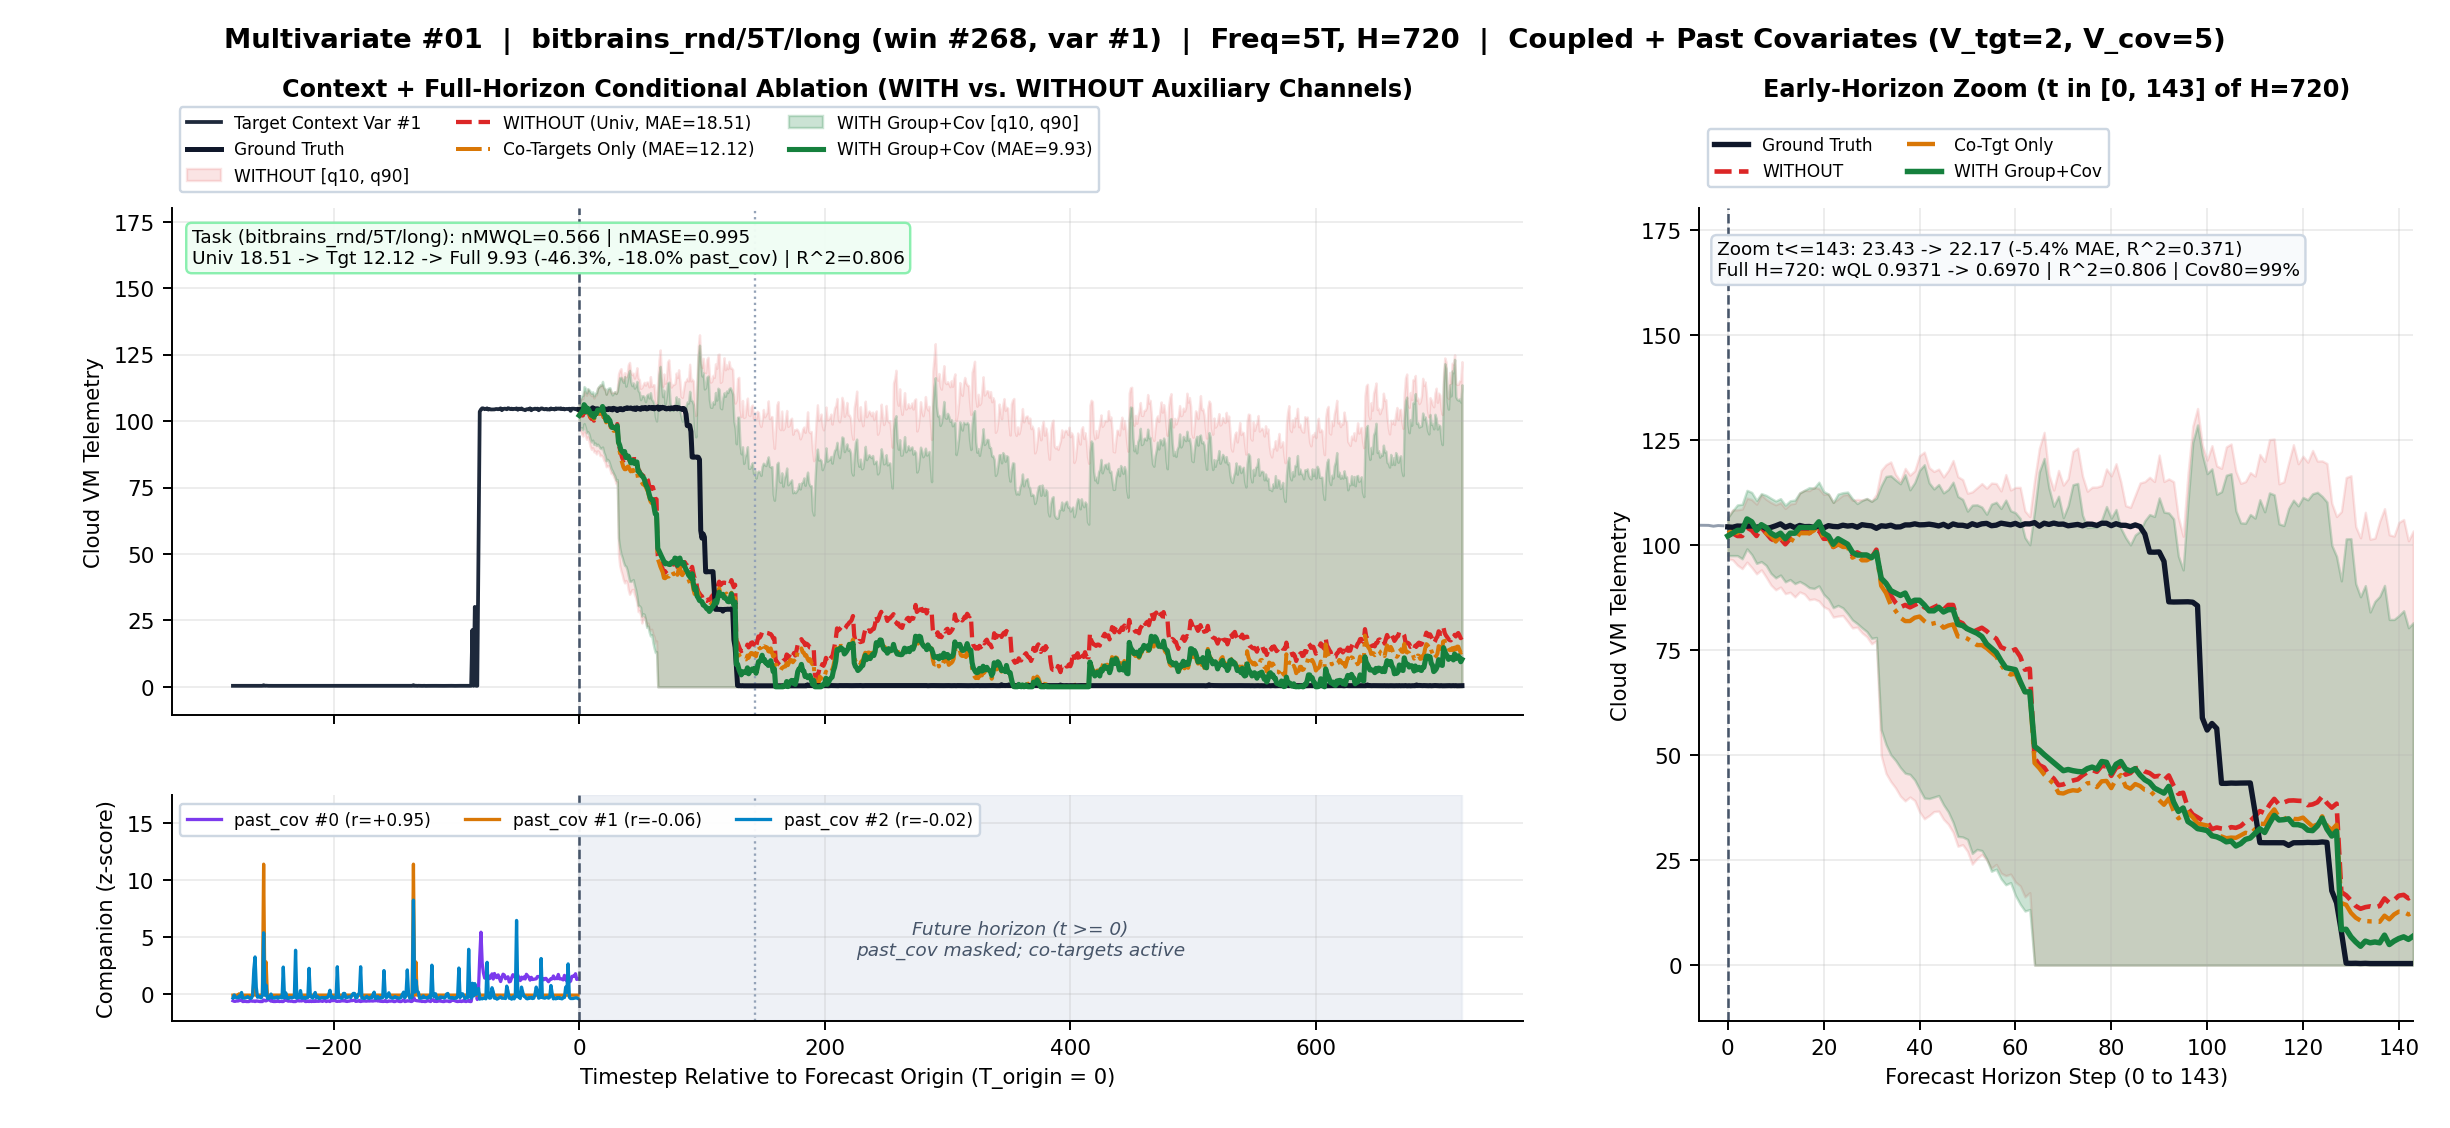 Multivariate #01 | bitbrains_rnd/5T/long (win #268, var #1) | Freq=5T, H=720 | Coupled + Past Covariates (V_tgt=2, V_cov=5)
Context + Full-Horizon Conditional Ablation (WITH vs. WITHOUT Auxiliary Channels)
Target Context Var #1
Ground Truth
WITHOUT [q10, q90]
WITHOUT (Univ, MAE=18.51)
Co-Targets Only (MAE=12.12)
WITH Group+Cov [q10, q90]
WITH Group+Cov (MAE=9.93)
Task (bitbrains_rnd/5T/long): nMWQL=0.566 | nMASE=0.995
Univ 18.51 -> Tgt 12.12 -> Full 9.93 (-46.3%, -18.0% past_cov) | R^2=0.806
175
150
125
100
75
50
25
0
Cloud VM Telemetry
past_cov #0 (r=+0.95)
past_cov #1 (r=-0.06)
past_cov #2 (r=-0.02)
Future horizon (t >= 0)
past_cov masked; co-targets active
15
10
5
0
Companion (z-score)
−200
0
200
400
600
Timestep Relative to Forecast Origin (T_origin = 0)
Early-Horizon Zoom (t in [0, 143] of H=720)
Ground Truth
WITHOUT
Co-Tgt Only
WITH Group+Cov
Zoom t<=143: 23.43 -> 22.17 (-5.4% MAE, R^2=0.371)
Full H=720: wQL 0.9371 -> 0.6970 | R^2=0.806 | Cov80=99%
175
150
125
100
75
50
25
0
Cloud VM Telemetry
0
20
40
60
80
100
120
140
Forecast Horizon Step (0 to 143)